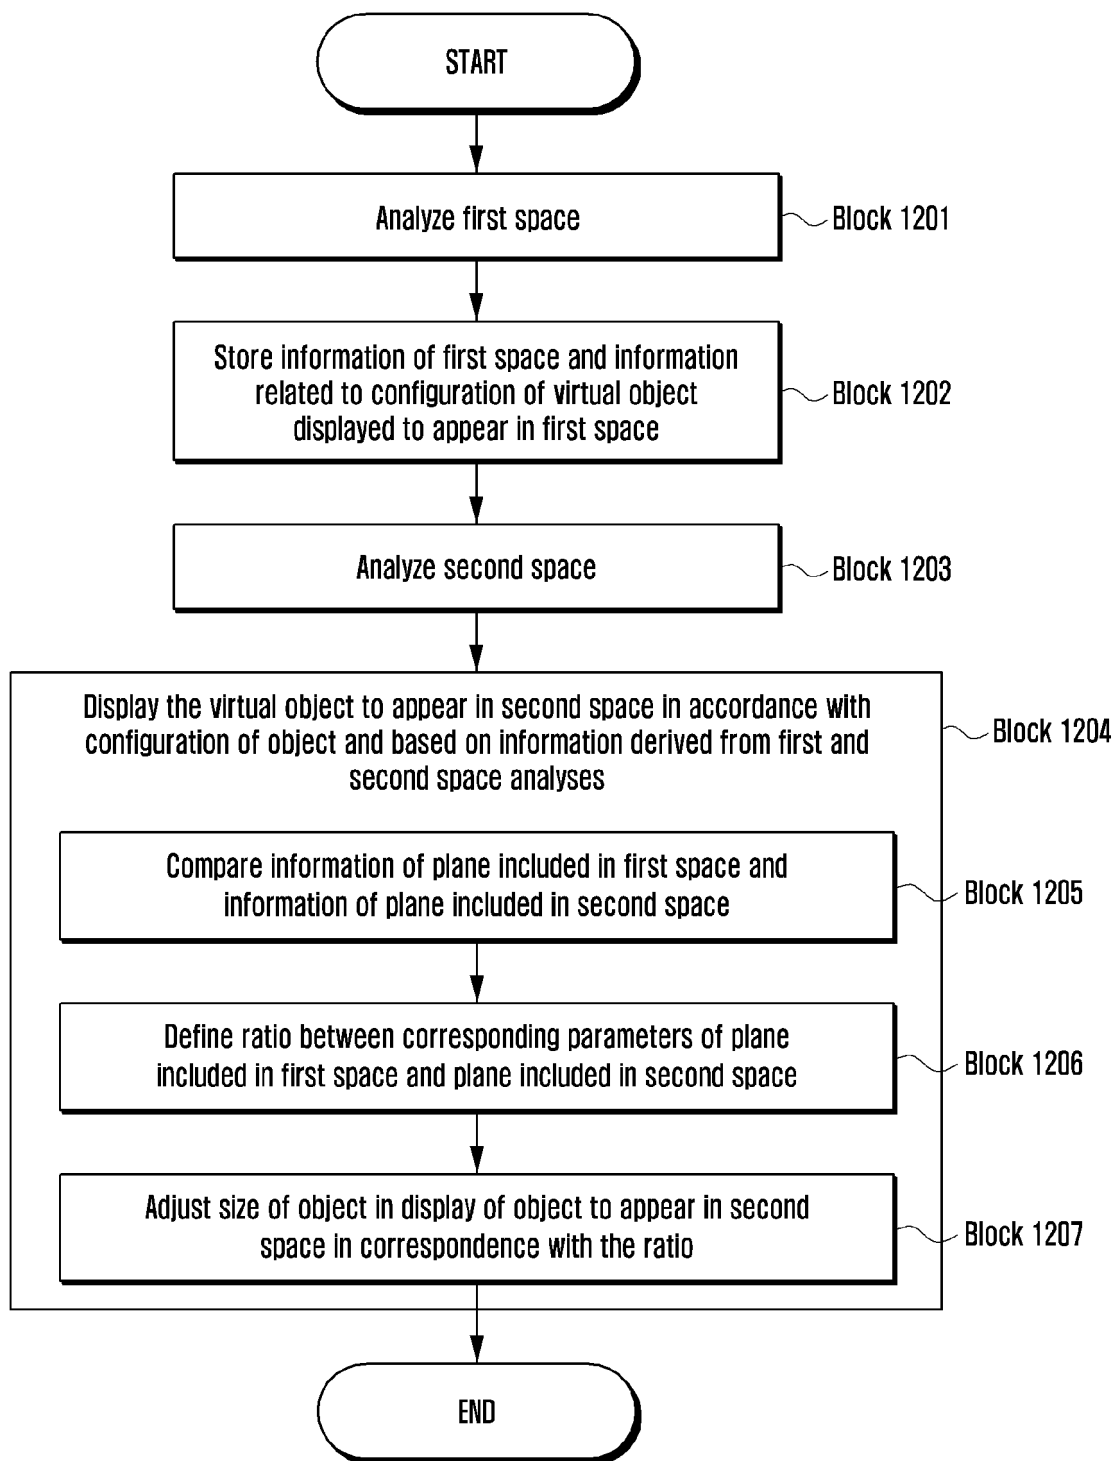 START
Analyze first space
Block 1201
Store information of first space and information
related to configuration of virtual object
displayed to appear in first space
Block 1202
Analyze second space
Block 1203
Display the virtual object to appear in second space in accordance with
configuration of object and based on information derived from first and
second space analyses
Block 1204
Compare information of plane included in first space and
information of plane included in second space
Block 1205
Define ratio between corresponding parameters of plane
included in first space and plane included in second space
Block 1206
Adjust size of object in display of object to appear in second
space in correspondence with the ratio
Block 1207
END